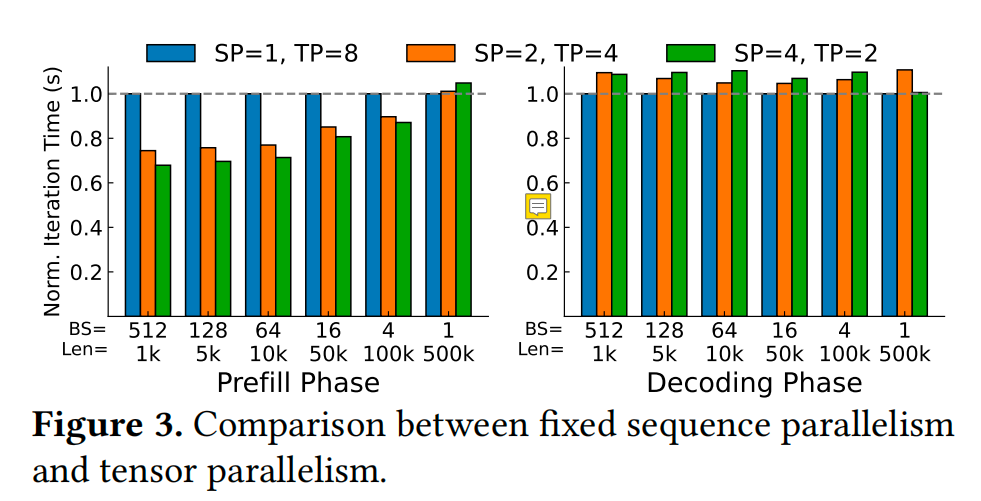 SP=1, TP=8 SP=2, TP=4 SP=4, TP=2
Norm. Iteration Time (s)
1.0
0.8
0.6
0.4
0.2
BS= 512 128 64 16 4 1
Len= 1k 5k 10k 50k 100k 500k
Prefill Phase
1.0
0.8
0.6
0.4
0.2
BS= 512 128 64 16 4 1
Len= 1k 5k 10k 50k 100k 500k
Decoding Phase
Figure 3. Comparison between fixed sequence parallelism
and tensor parallelism.